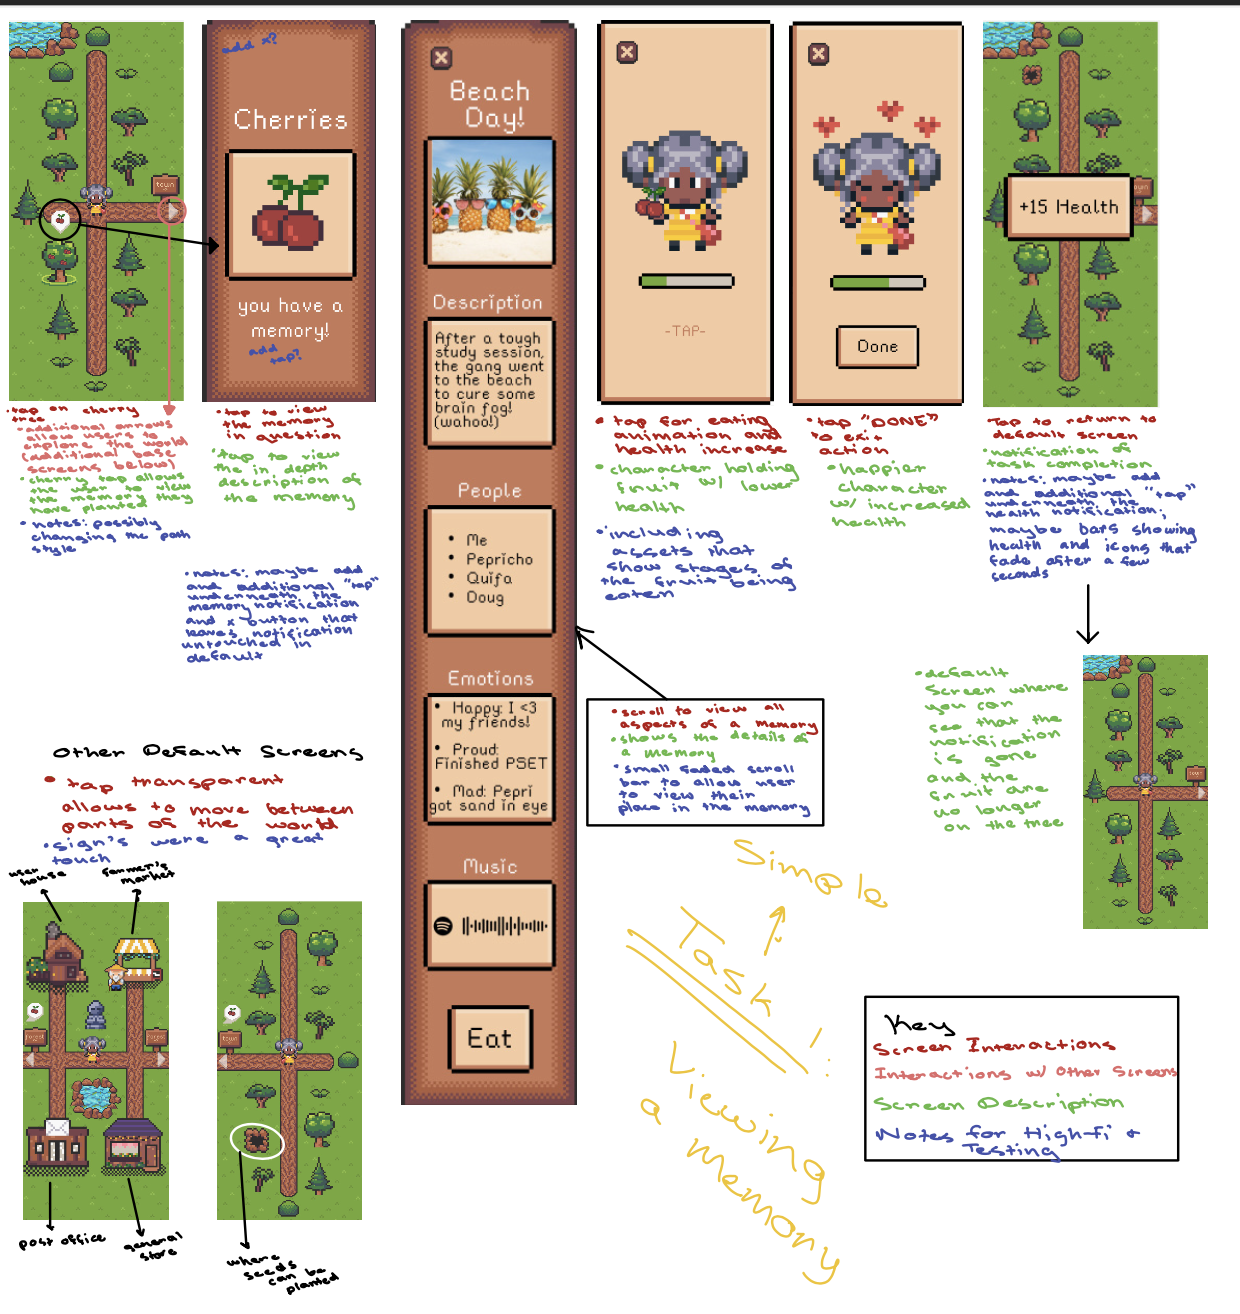 town
add x?
Cherries
you have a
memory!
add
tap?
Beach
Day!
Description
After a tough
study session,
the gang went
to the beach
to cure some
brain fog!
(wahoo!)
People
• Me
• Pepricho
• Quifa
• Doug
Emotions
• Happy: I <3
my friends!
• Proud:
Finished PSET
• Mad: Pepri
got sand in eye
Music
Eat
-TAP-
Done
+15 Health
town
• tap on cherry
tree
• additional arrows
allow users to
explore the world
(additional base
screens below)
• cherry tap allows
the user to view
the memory they
have planted
• notes: possibly
changing the path
style
• tap to view
the memory
in question
• tap to view
the in depth
description of
the memory
• notes: maybe add
and additional "tap"
underneath the
memory notification
and x button that
leaves notification
untouched in
default
• tap for eating
animation and
health increase
• character holding
fruit w/ lower
health
• including
assets that
show stages of
the fruit being
eaten
• tap "DONE"
to exit
action
• happier
character
w/ increased
health
Tap to return to
default screen
• notification of
task completion
• notes: maybe add
and additional "tap"
underneath the
health notification;
maybe bars showing
health and icons that
fade after a few
seconds
• default
screen where
you can
see that the
notification
is gone
and the
fruit are
no longer
on the tree
town
• scroll to view all
aspects of a memory
• shows the details of
a memory
• small faded scroll
bar to allow user
to view their
place in the memory
Other Default Screens
• tap transparent
allows to move between
parts of the world
• sign's were a great
touch
user
house
farmer's
market
town
post office
general
store
where
seeds
can be
planted
Simple
Task 1:
Viewing
a memory
Key
Screen Interactions
Interactions w/ Other Screens
Screen Description
Notes for High-Fi +
Testing